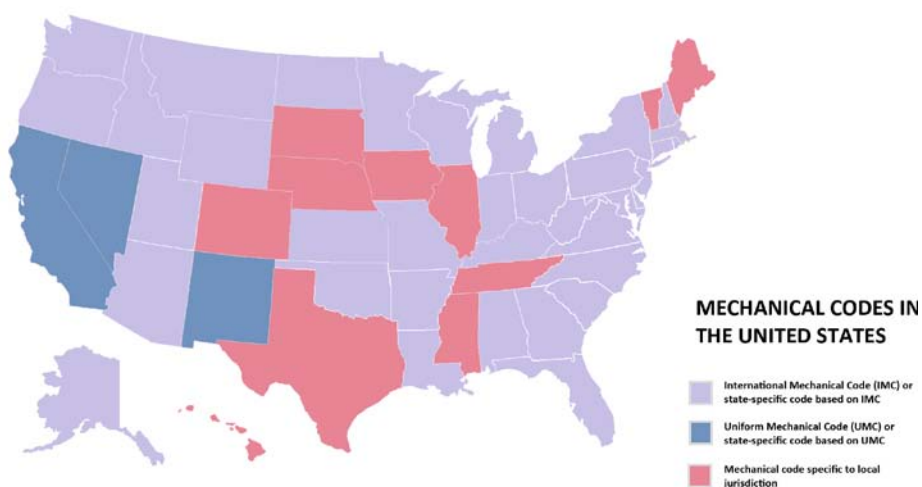 MECHANICAL CODES IN
THE UNITED STATES
International Mechanical Code (IMC) or
state-specific code based on IMC
Uniform Mechanical Code (UMC) or
state-specific code based on UMC
Mechanical code specific to local
jurisdiction